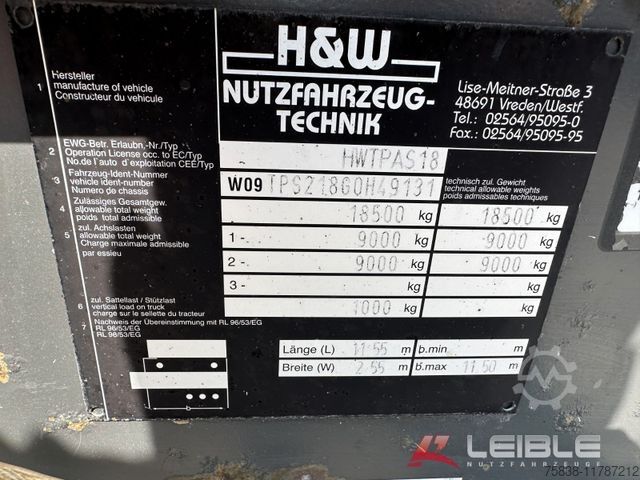 H&W
NUTZFAHRZEUG-
TECHNIK
Lise-Meitner-Straße 3
48691 Vreden/Westf.
Tel.: 02564/95095-0
Fax.: 02564/95095-95
1 Hersteller
manufacture of vehicle
Constructeur du vehicule
2 EWG-Betr. Erlaubn.-Nr./Typ
Operation License occ. to EC/Typ
No.de l'auto d'exploitation CEE/Typ
HWTPAS18
3 Fahrzeug-Ident-Nummer
vehicle ident-number
Numero de chassis
W09TPS218G0H49131
technisch zul. Gewicht
technical allowable weights
poids admissables techniques
4 Zulässiges Gesamtgew.
allowable total weight
poids total admissible
18500 kg 18500 kg
5 zul. Achslasten
allowable total weight
Charge maximale admissible
par essieu
1 - 9000 kg 9000 kg
2 - 9000 kg 9000 kg
3 - kg kg
6 zul. Sattellast / Stützlast
vertical load on truck
charge sur le sellette du tracteur
1000 kg kg
7 Nachweis der Übereinstimmung mit RL 96/53/EG
RL 96/53/EG
RL 96/53/EG
Länge (L) 11.55 m b.min m
Breite (W) 2.55 m b.max 11.50 m
LEIBLE
NUTZFAHRZEUGE
75838-11787212